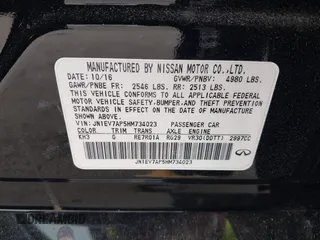 MANUFACTURED BY NISSAN MOTOR CO.,LTD.
DATE: 10/16 GVWR/PNBV: 4980 LBS.
GAWR/PNBE FR: 2546 LBS. RR: 2513 LBS.
THIS VEHICLE CONFORMS TO ALL APPLICABLE
FEDERAL MOTOR VEHICLE SAFETY,BUMPER,AND THEFT PREVENTION
STANDARDS IN EFFECT ON THE DATE OF MANUFACTURE SHOWN ABOVE.
VIN: JN1EV7AP5HM734023 PASSENGER CAR
COLOR TRIM TRANS AXLE ENGINE
KH3 G RE7R01A RG29 VR30(DDTT) 2997CC
INFINITI